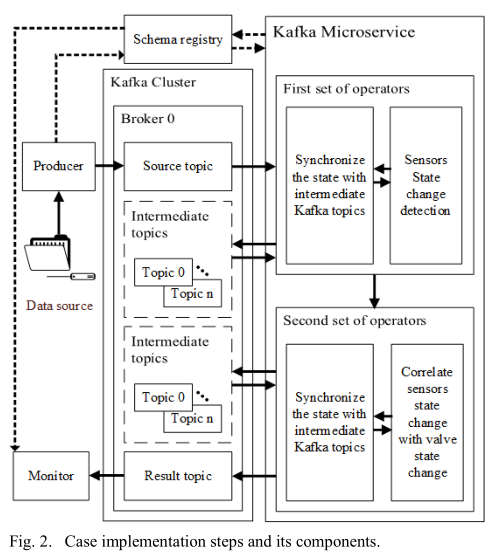 Schema registry
Kafka Microservice
Kafka Cluster
First set of operators
Broker 0
Producer
Source topic
Synchronize
the state with
intermediate
Kafka topics
Sensors
State
change
detection
Intermediate
topics
Topic 0
Topic n
Data source
Second set of operators
Intermediate
topics
Topic 0
Topic n
Synchronize
the state with
intermediate
Kafka topics
Correlate
sensors
state
change
with valve
state
change
Monitor
Result topic
Fig. 2. Case implementation steps and its components.